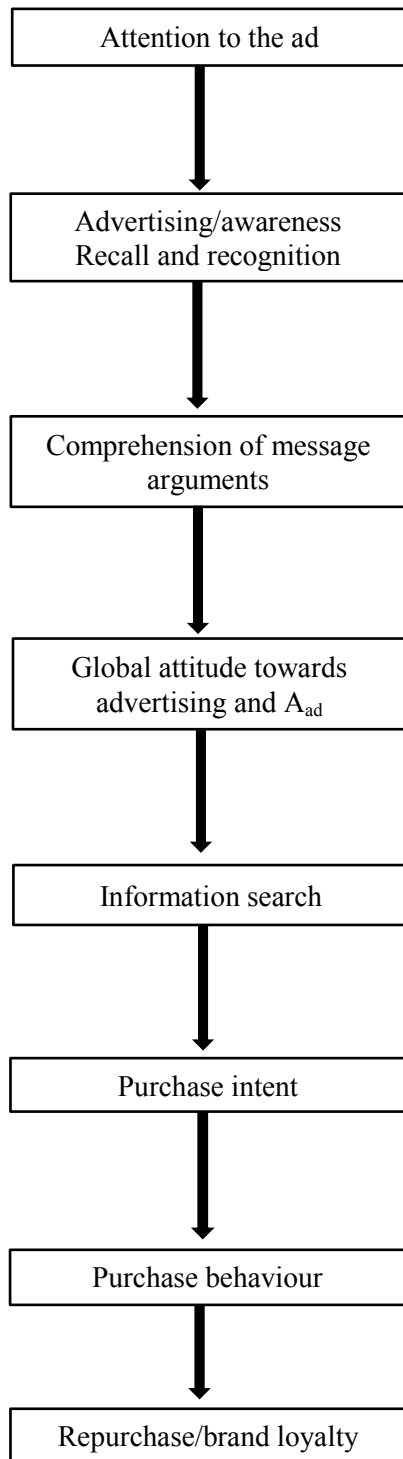 Attention to the ad
Advertising/awareness
Recall and recognition
Comprehension of message
arguments
Global attitude towards
advertising and Aad
Information search
Purchase intent
Purchase behaviour
Repurchase/brand loyalty